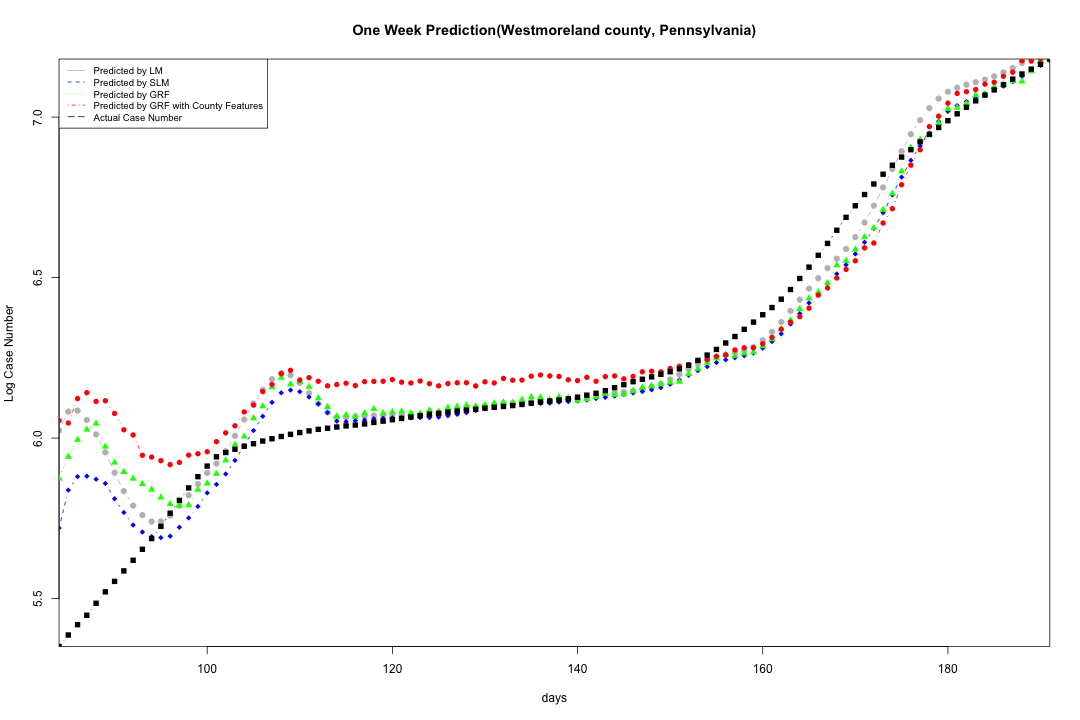 One Week Prediction(Westmoreland county, Pennsylvania)
Predicted by LM
Predicted by SLM
Predicted by GRF
Predicted by GRF with County Features
Actual Case Number
7.0
6.5
6.0
5.5
Log Case Number
100 120 140 160 180
days